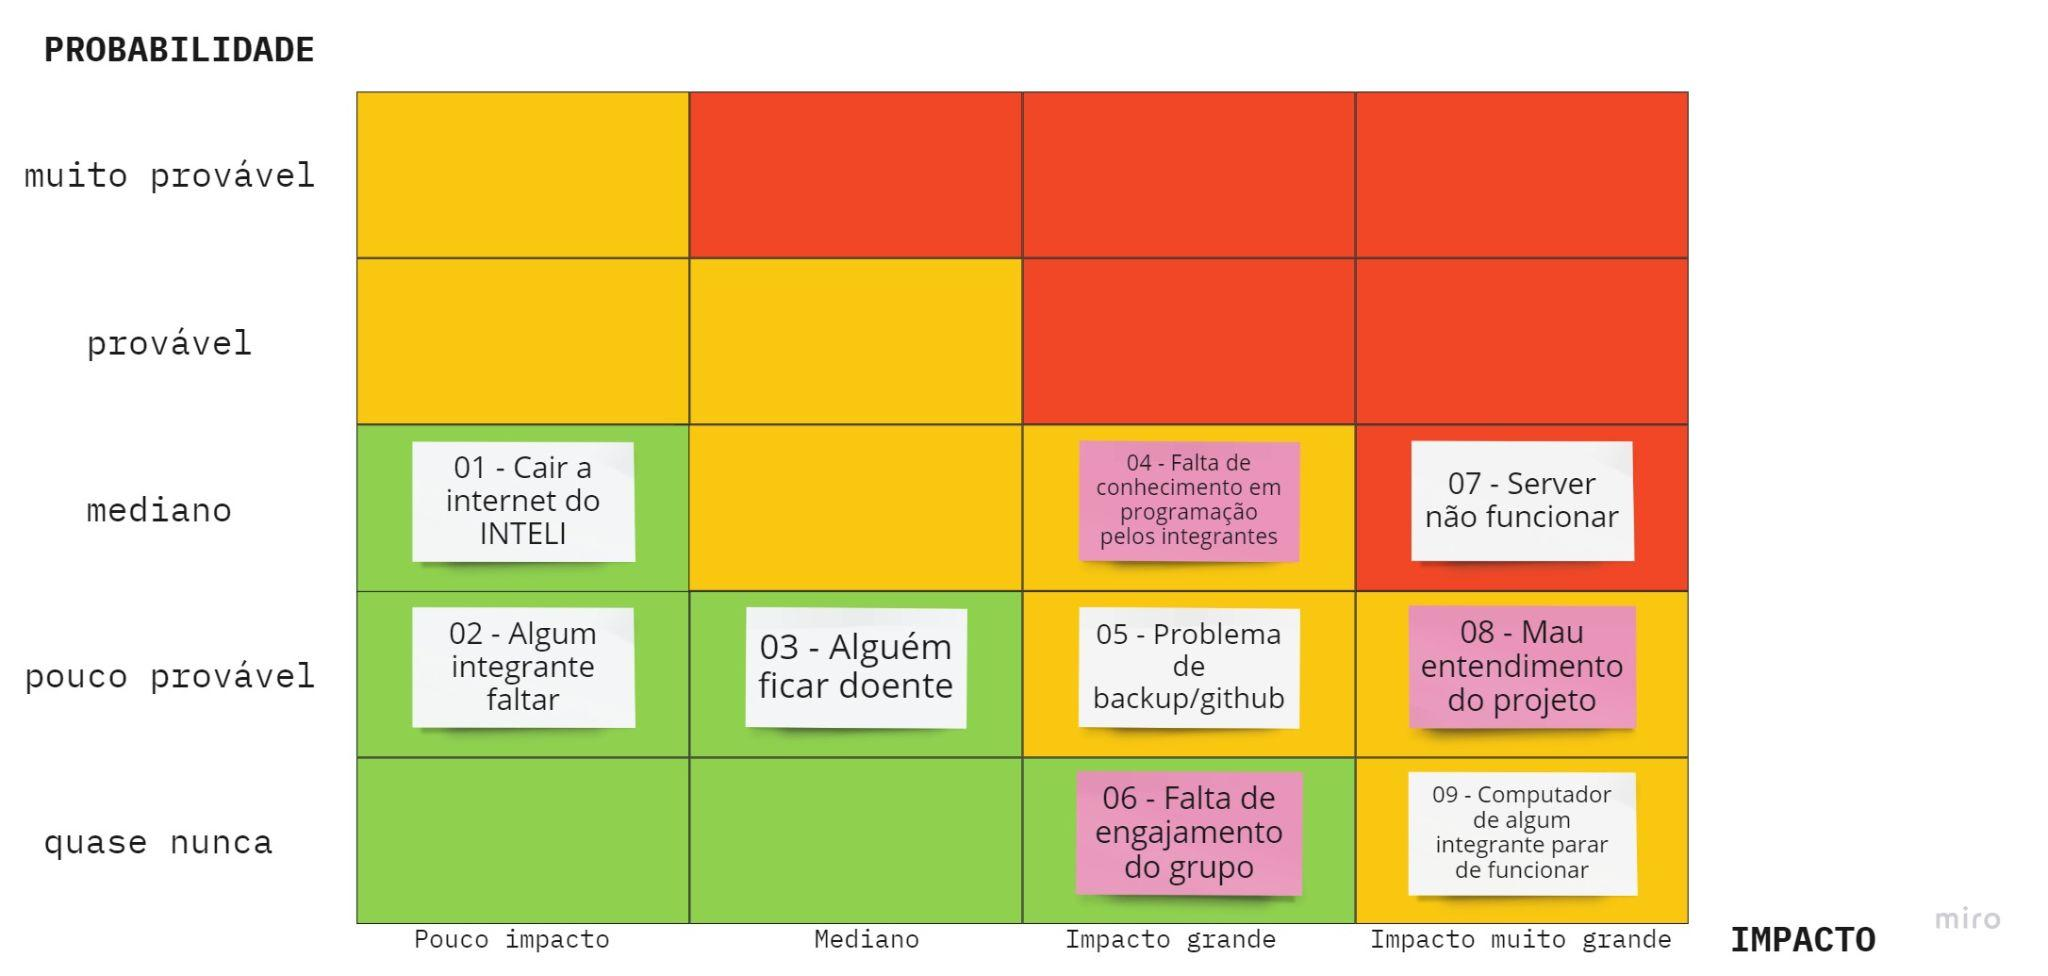 PROBABILIDADE
muito provável
provável
mediano
01 - Cair a
internet do
INTELI
04 - Falta de
conhecimento em
programação
pelos integrantes
07 - Server
não funcionar
pouco provável
02 - Algum
integrante
faltar
03 - Alguém
ficar doente
05 - Problema
de
backup/github
08 - Mau
entendimento
do projeto
quase nunca
06 - Falta de
engajamento
do grupo
09 - Computador
de algum
integrante parar
de funcionar
Pouco impacto
Mediano
Impacto grande
Impacto muito grande
IMPACTO
miro